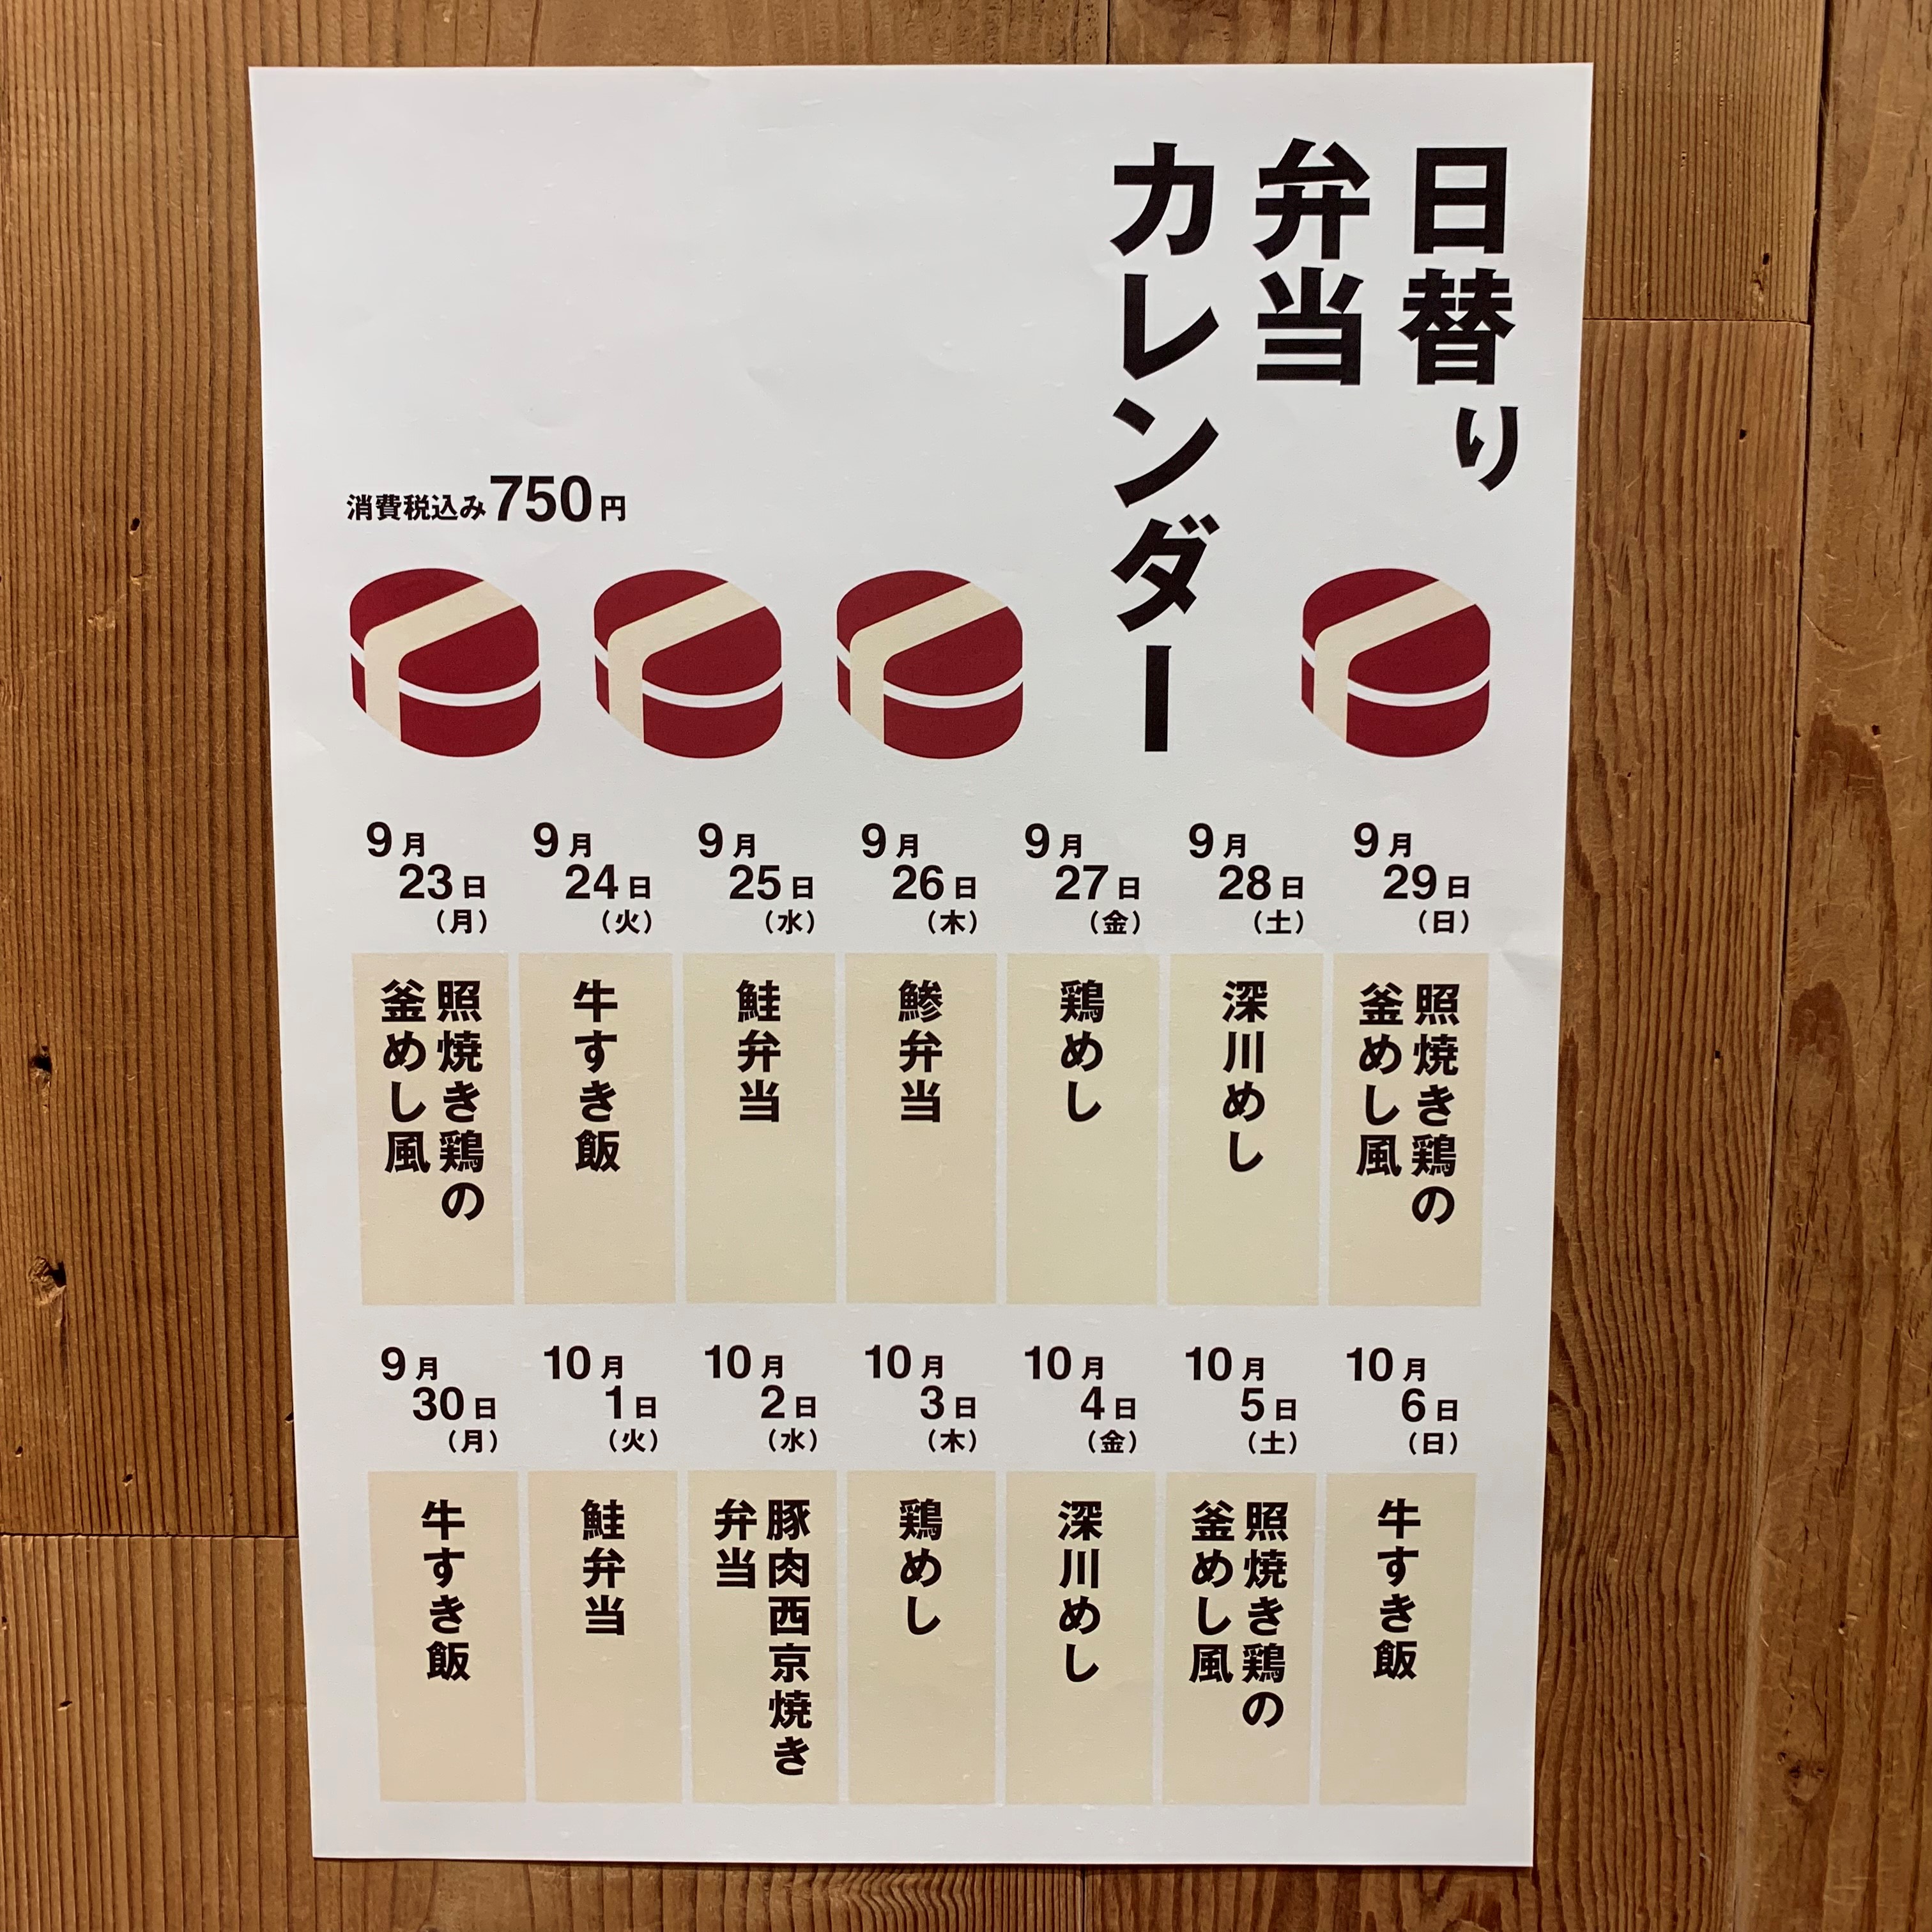 日替り
弁当
カレンダー
消費税込み750円
9月
23日
（月）
照焼き鶏の
釜めし風
9月
24日
（火）
牛すき飯
9月
25日
（水）
鮭弁当
9月
26日
（木）
鯵弁当
9月
27日
（金）
鶏めし
9月
28日
（土）
深川めし
9月
29日
（日）
照焼き鶏の
釜めし風
9月
30日
（月）
牛すき飯
10月
1日
（火）
鮭弁当
10月
2日
（水）
豚肉西京焼き
弁当
10月
3日
（木）
鶏めし
10月
4日
（金）
深川めし
10月
5日
（土）
照焼き鶏の
釜めし風
10月
6日
（日）
牛すき飯